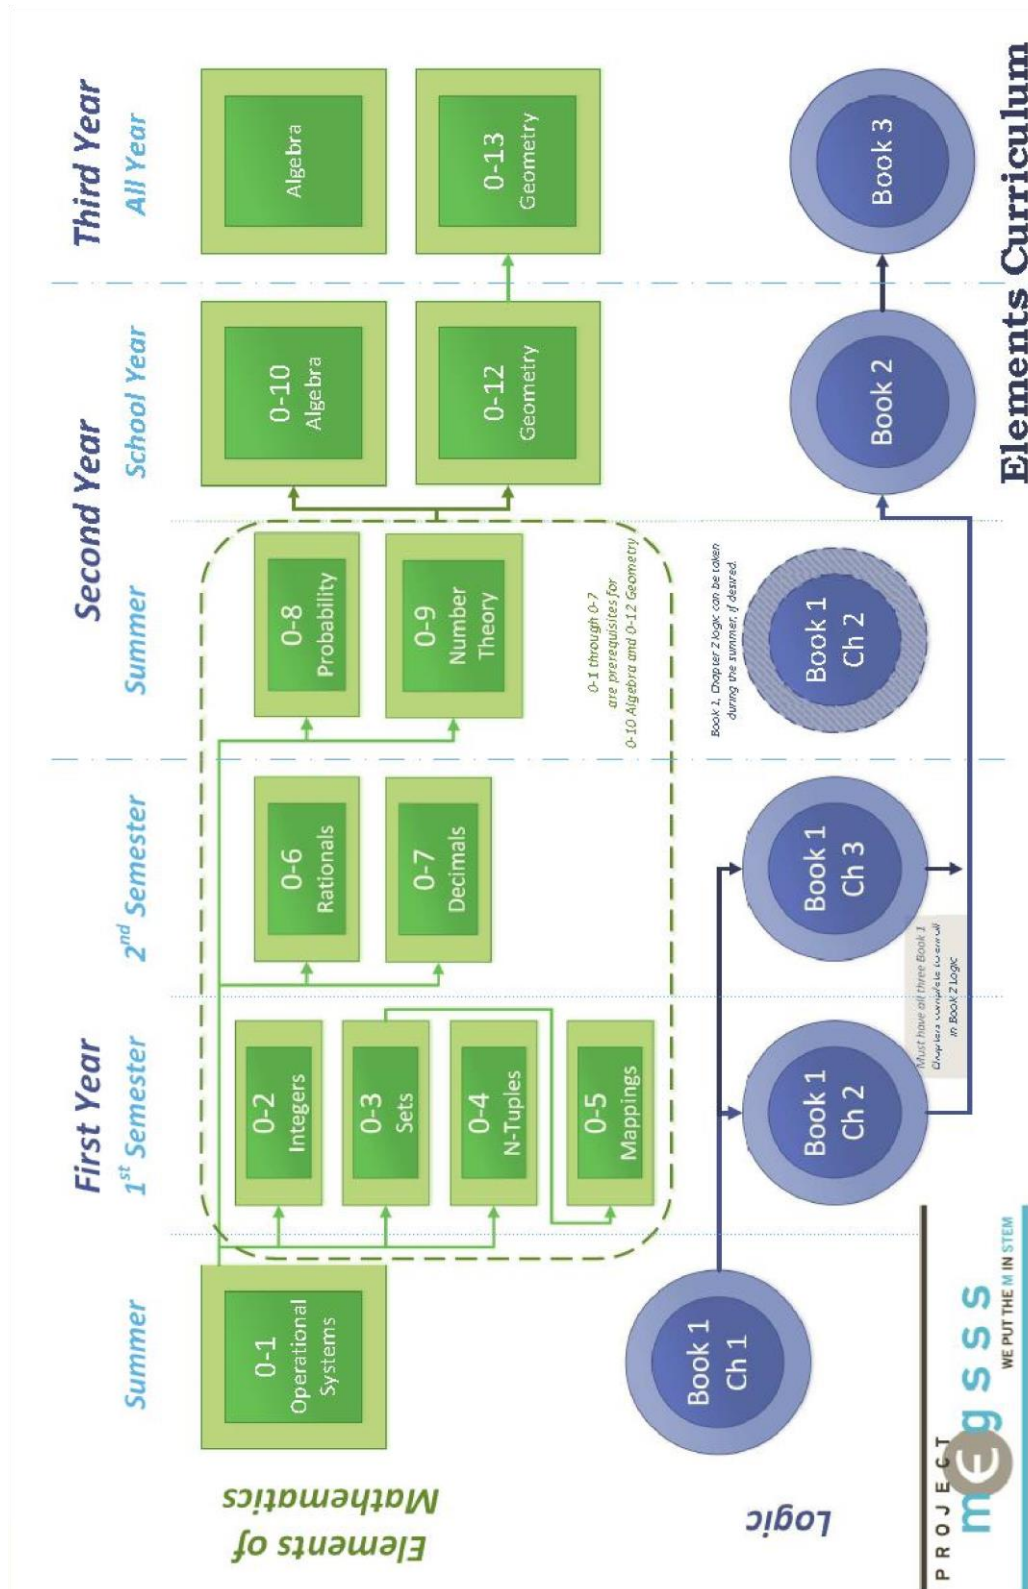 First Year
Second Year
Third Year
Summer
1st Semester
2nd Semester
Summer
School Year
All Year
Elements of
Mathematics
0-1
Operational
Systems
0-2
Integers
0-3
Sets
0-4
N-Tuples
0-5
Mappings
0-6
Rationals
0-7
Decimals
0-8
Probability
0-9
Number
Theory
0-10
Algebra
0-12
Geometry
Algebra
0-13
Geometry
0-1 through 0-7
are prerequisites for
0-10 Algebra and 0-12 Geometry
Logic
Book 1
Ch 1
Book 1
Ch 2
Book 1
Ch 3
Book 1
Ch 2
Book 2
Book 3
Book 1, Chapter 2 logic can be taken
during the summer, if desired.
Must have all three Book 1
Chapters complete to enroll
in Book 2 Logic
PROJECT
megsss
WE PUT THE M IN STEM
Elements Curriculum